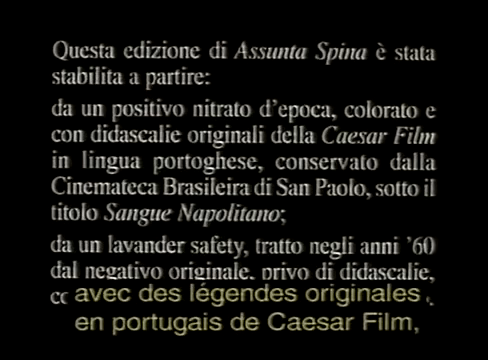 Questa edizione di Assunta Spina è stata
stabilita a partire:
da un positivo nitrato d'epoca, colorato e
con didascalie originali della Caesar Film
in lingua portoghese, conservato dalla
Cinemateca Brasileira di San Paolo, sotto il
titolo Sangue Napolitano;
da un lavander safety, tratto negli anni '60
dal negativo originale, privo di didascalie,
avec des légendes originales
en portugais de Caesar Film,